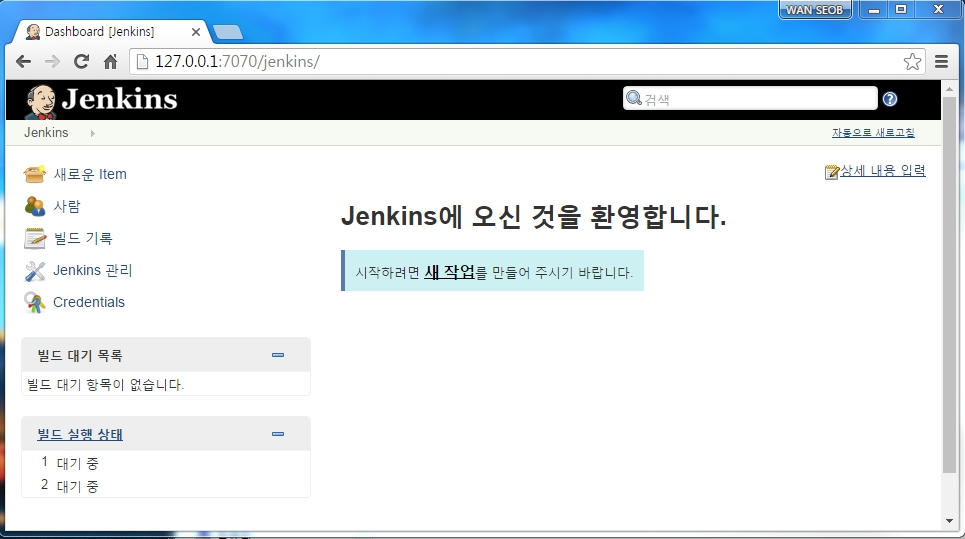 WAN SEOB
Dashboard [Jenkins]
127.0.0.1:7070/jenkins/
Jenkins
검색
Jenkins
자동으로 새로고침
상세 내용 입력
새로운 Item
사람
빌드 기록
Jenkins 관리
Credentials
Jenkins에 오신 것을 환영합니다.
시작하려면 새 작업를 만들어 주시기 바랍니다.
빌드 대기 목록
빌드 대기 항목이 없습니다.
빌드 실행 상태
1 대기 중
2 대기 중